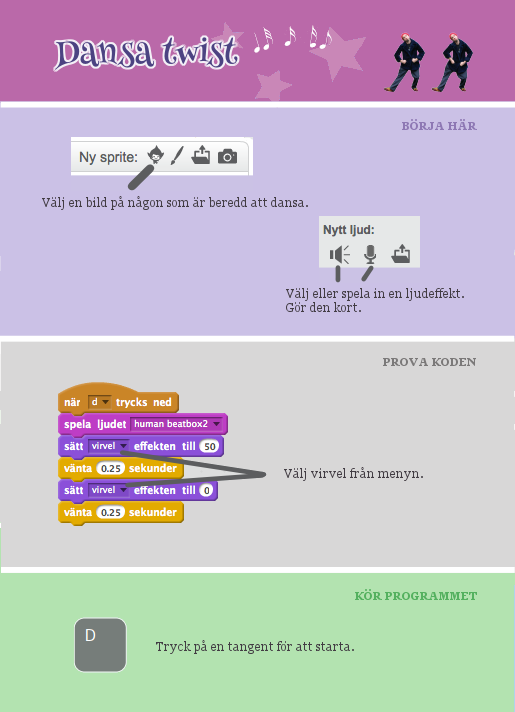 Dansa twist
BÖRJA HÄR
Ny sprite:
Välj en bild på någon som är beredd att dansa.
Nytt ljud:
Välj eller spela in en ljudeffekt.
Gör den kort.
PROVA KODEN
när d trycks ned
spela ljudet human beatbox2
sätt virvel effekten till 50
vänta 0.25 sekunder
sätt virvel effekten till 0
vänta 0.25 sekunder
Välj virvel från menyn.
KÖR PROGRAMMET
D
Tryck på en tangent för att starta.